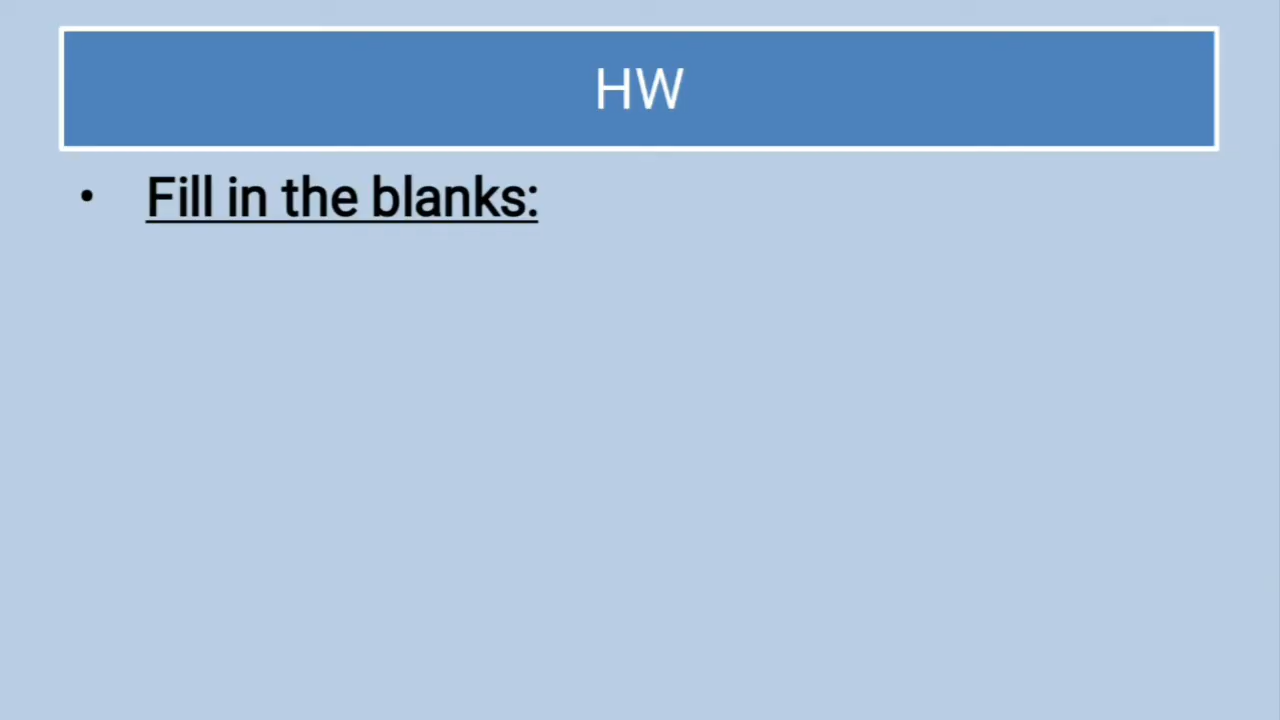 HW
• Fill in the blanks: